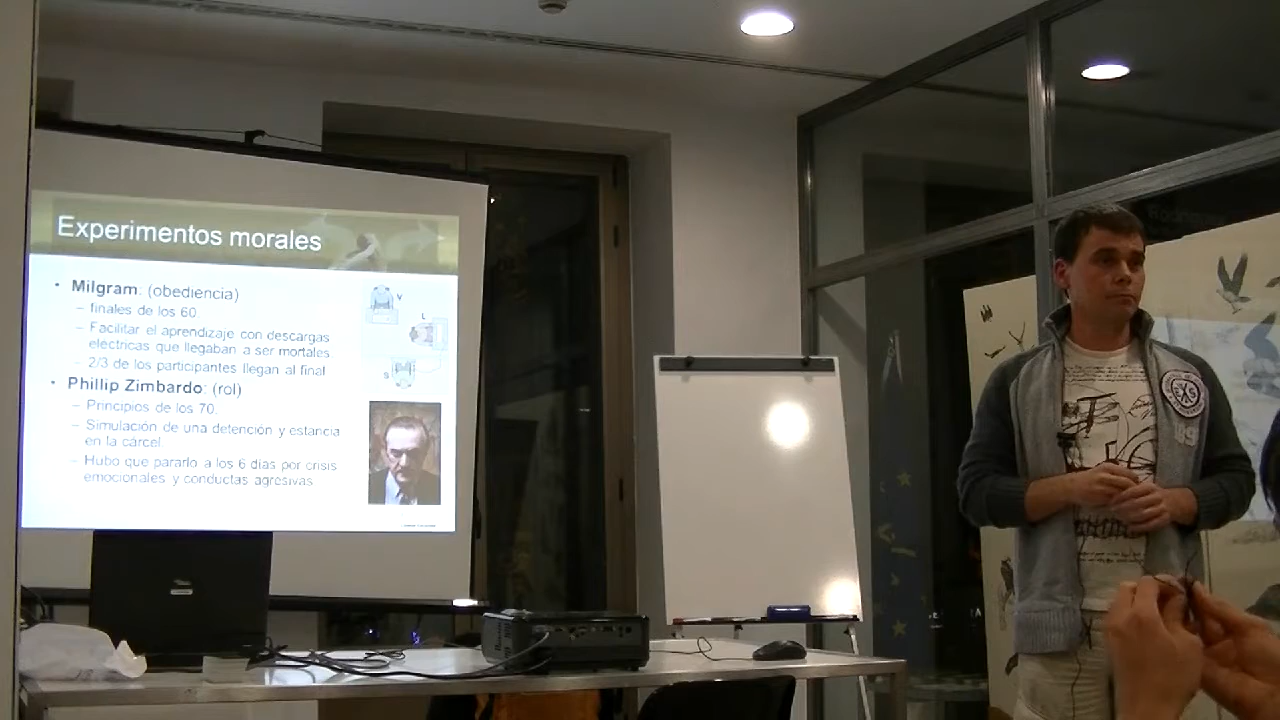 Experimentos morales
• Milgram: (obediencia)
– finales de los 60.
– Facilitar el aprendizaje con descargas
electricas que llegaban a ser mortales
– 2/3 de los participantes llegan al final
• Phillip Zimbardo: (rol)
– Principios de los 70.
– Simulación de una detención y estancia
en la cárcel.
– Hubo que pararlo a los 6 días por crisis
emocionales y conductas agresivas.
V
L
S
89